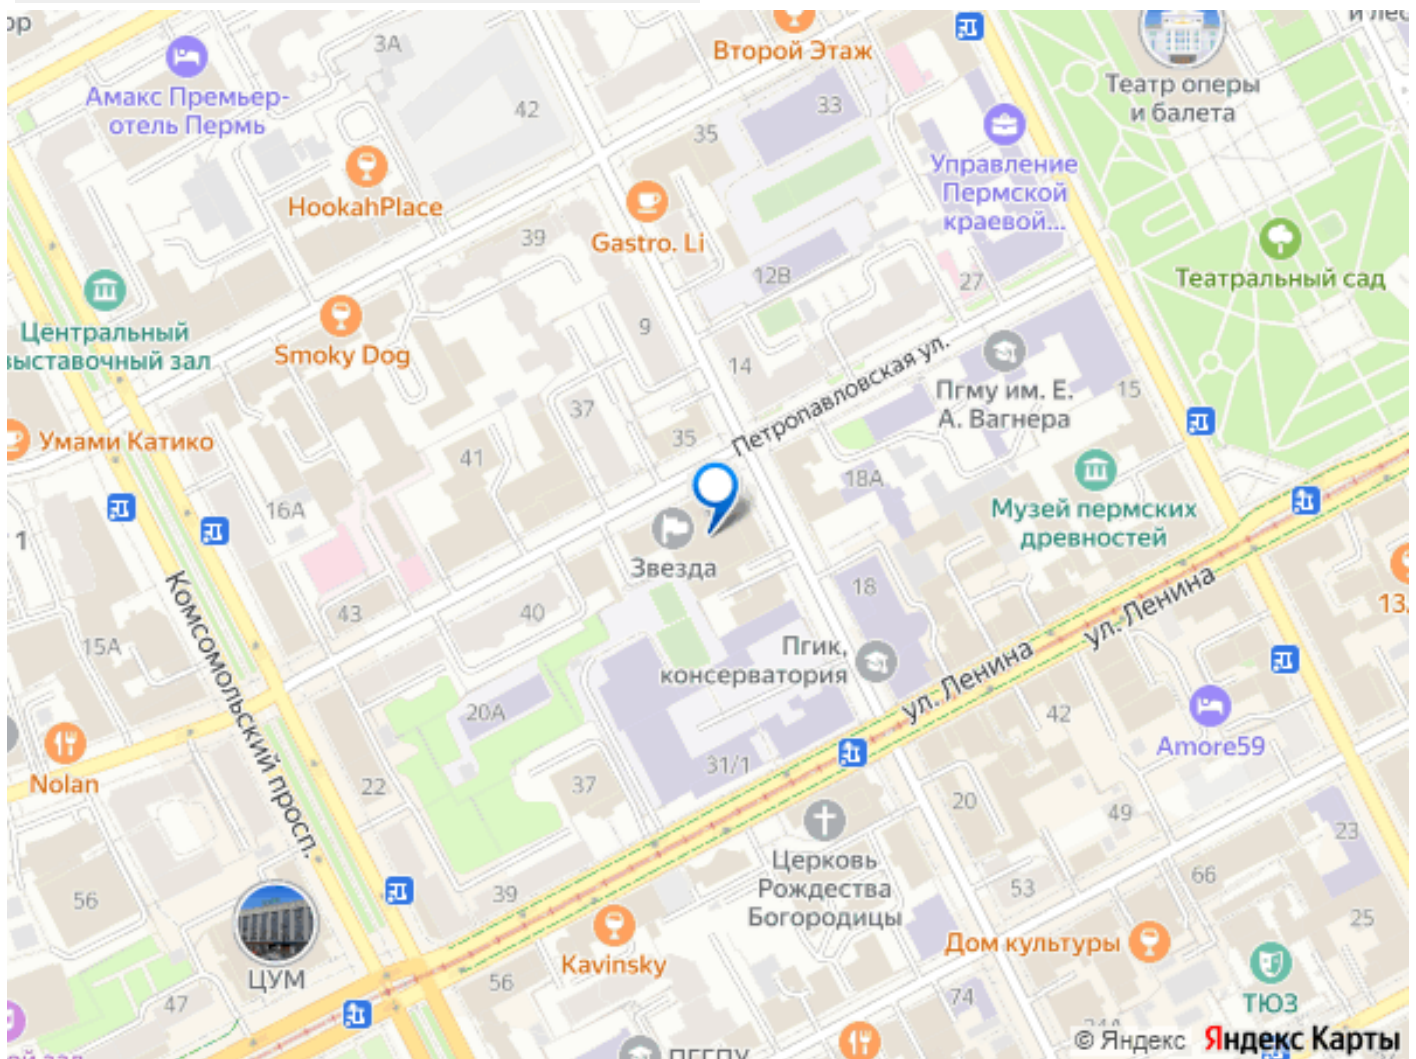 3А
Второй Этаж
Театр оперы
и балета
Амакс Премьер-
отель Пермь
42
33
35
Управление
Пермской
краевой...
HookahPlace
Gastro. Li
39
12В
27
Театральный сад
Центральный
выставочный зал
Smoky Dog
9
14
Петропавловская ул.
Пгму им. Е.
А. Вагнера
15
37
35
Умами Катико
41
18А
16А
Музей пермских
древностей
1
Звезда
Комсомольский просп.
43
40
18
ул. Ленина
13.
15А
Пгик,
консерватория
ул. Ленина
20А
42
Amore59
Nolan
22
37
31/1
20
49
23
Церковь
Рождества
Богородицы
53
66
56
39
25
Kavinsky
Дом культуры
ЦУМ
56
47
74
ТЮЗ
24А
© Яндекс Яндекс Карты
ПГГПУ